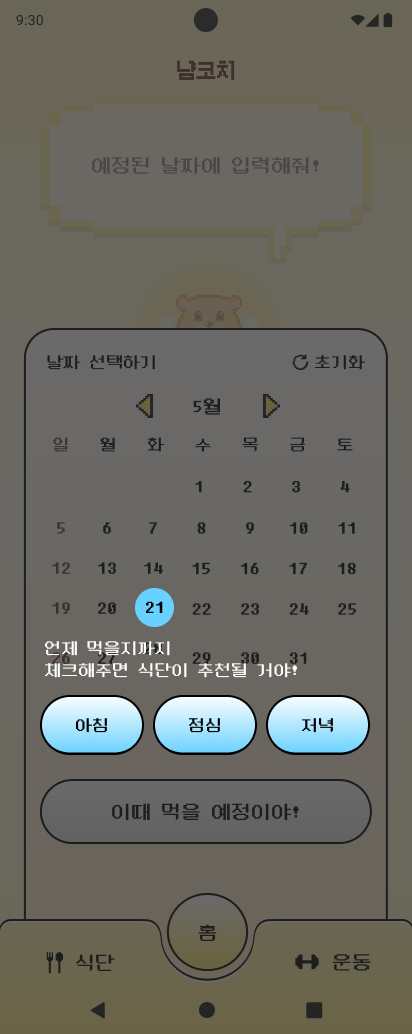 9:30
냠코치
예정된 날짜에 입력해줘!
날짜 선택하기 초기화
5월
일 월 화 수 목 금 토
1 2 3 4
5 6 7 8 9 10 11
12 13 14 15 16 17 18
19 20 21 22 23 24 25
언제 먹을지까지
26 27 28 29 30 31
체크해주면 식단이 추천될 거야!
아침 점심 저녁
이때 먹을 예정이야!
홈
식단 운동